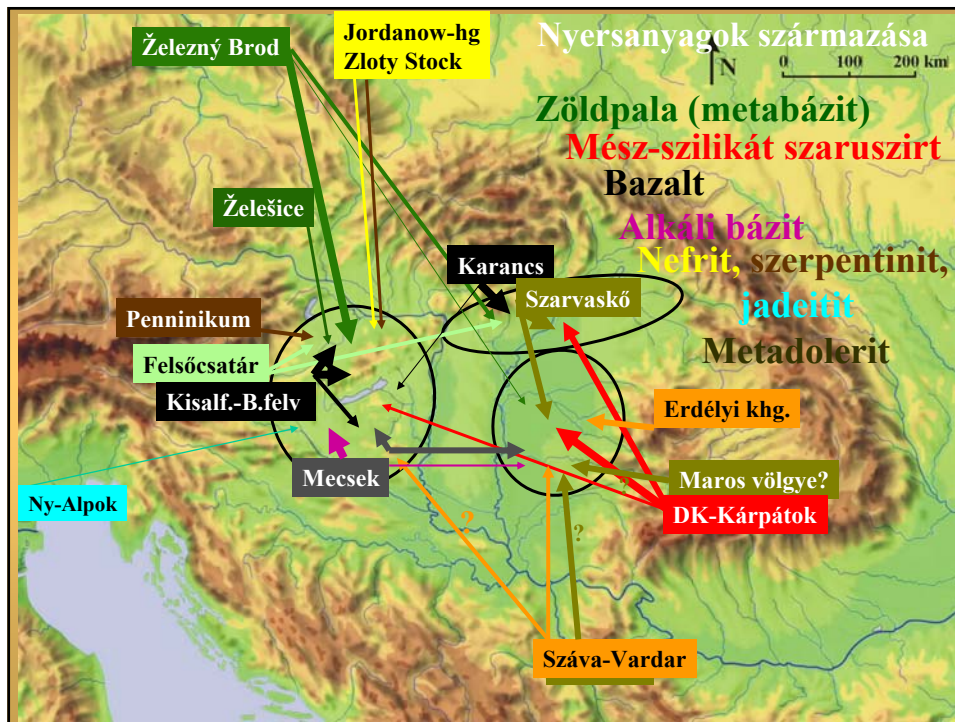 Nyersanyagok származása
N
0 100 200 km
Železný Brod
Jordanow-hg
Zloty Stock
Zöldpala (metabázit)
Mész-szilikát szaruszirt
Bazalt
Alkáli bázit
Nefrit, szerpentinit,
jadeitit
Metadolerit
Želešice
Karancs
Szarvaskő
Penninikum
Felsőcsatár
Kisalf.-B.felv
Erdélyi khg.
Mecsek
Maros völgye?
Ny-Alpok
DK-Kárpátok
?
?
?
Száva-Vardar